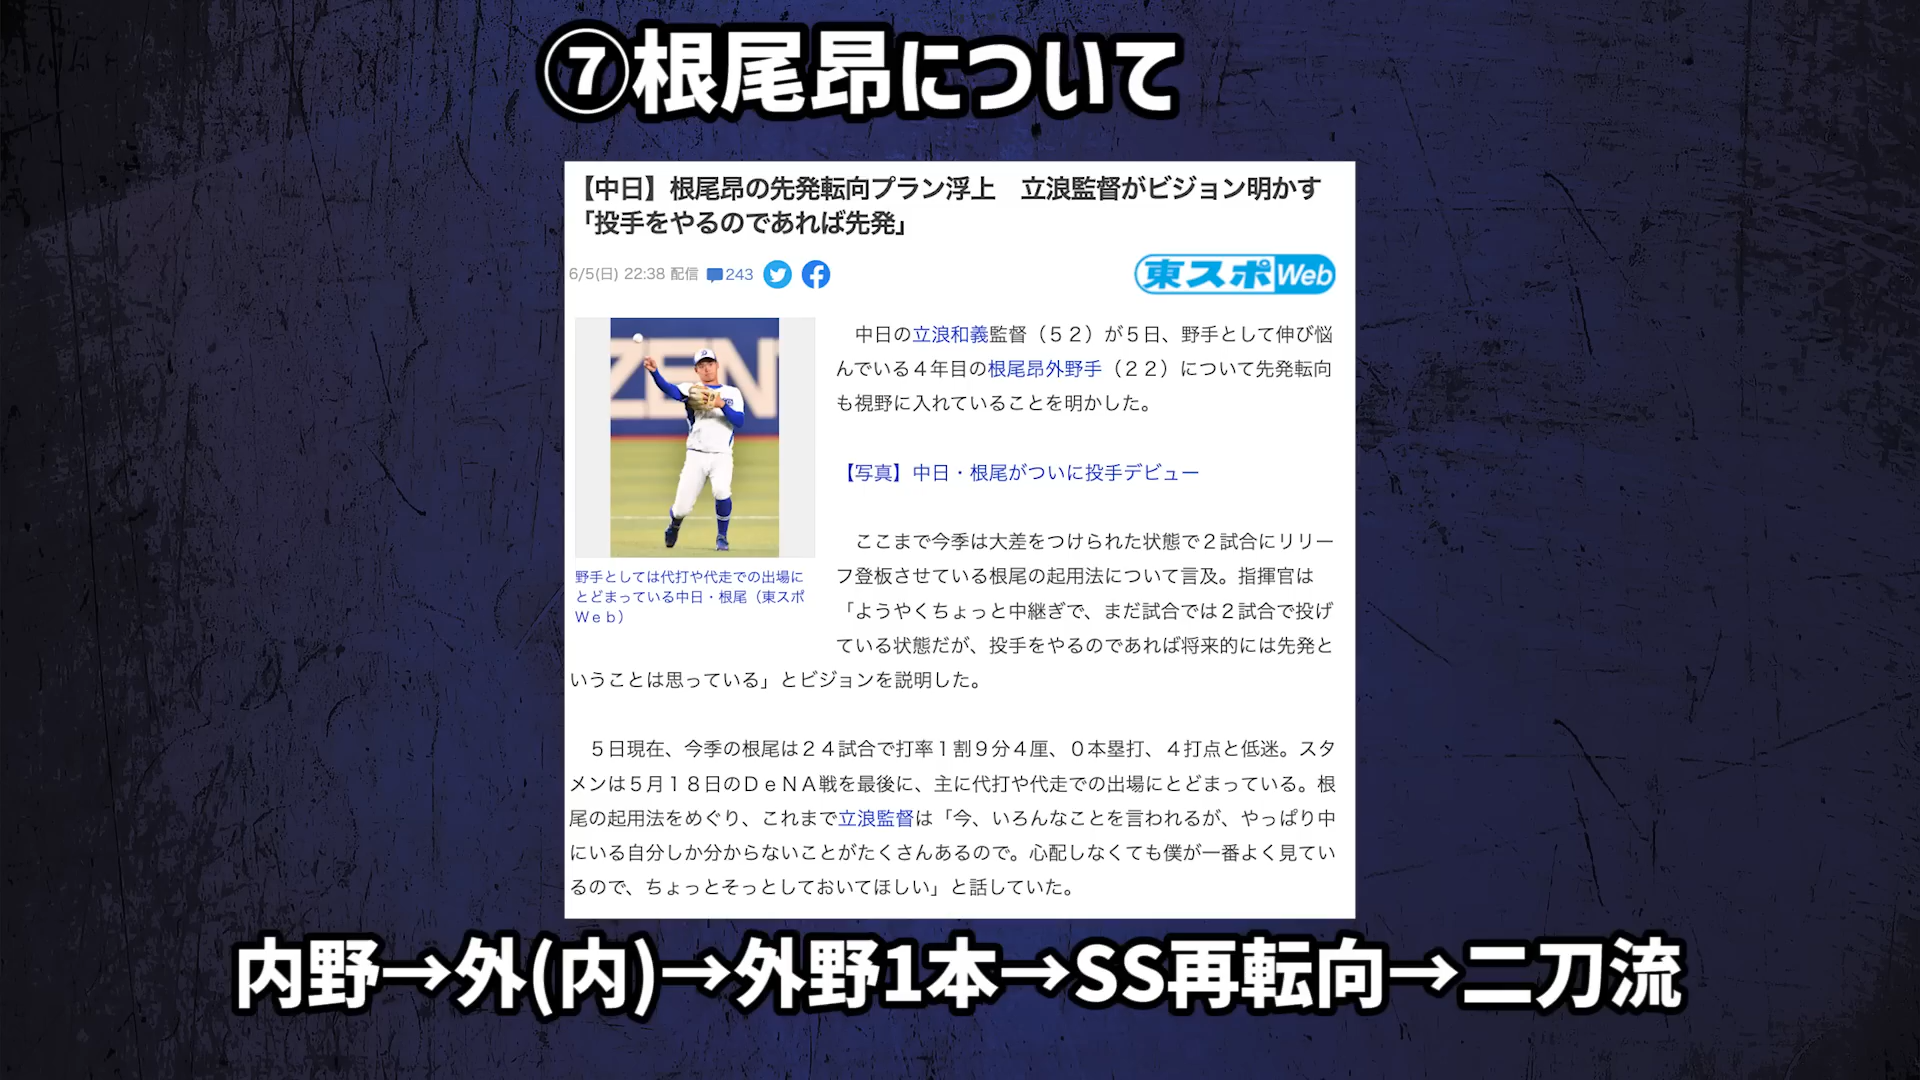 ⑦根尾昂について
【中日】根尾昂の先発転向プラン浮上　立浪監督がビジョン明かす
「投手をやるのであれば先発」
6/5(日) 22:38 配信 243
東スポWeb
ZEN
野手としては代打や代走での出場に
とどまっている中日・根尾（東スポ
Ｗｅｂ）
　中日の立浪和義監督（５２）が５日、野手として伸び悩
んでいる４年目の根尾昂外野手（２２）について先発転向
も視野に入れていることを明かした。
【写真】中日・根尾がついに投手デビュー
　ここまで今季は大差をつけられた状態で２試合にリリー
フ登板させている根尾の起用法について言及。指揮官は
「ようやくちょっと中継ぎで、まだ試合では２試合で投げ
ている状態だが、投手をやるのであれば将来的には先発と
いうことは思っている」とビジョンを説明した。
　５日現在、今季の根尾は２４試合で打率１割９分４厘、０本塁打、４打点と低迷。スタ
メンは５月１８日のＤｅＮＡ戦を最後に、主に代打や代走での出場にとどまっている。根
尾の起用法をめぐり、これまで立浪監督は「今、いろんなことを言われるが、やっぱり中
にいる自分しか分からないことがたくさんあるので。心配しなくても僕が一番よく見てい
るので、ちょっとそっとしておいてほしい」と話していた。
内野→外(内)→外野1本→SS再転向→二刀流